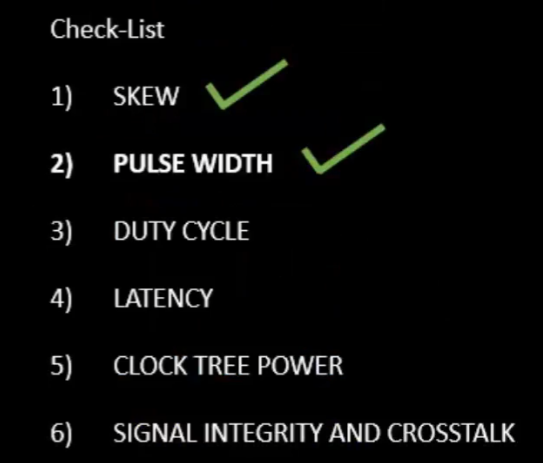 Check-List
1) SKEW
2) PULSE WIDTH
3) DUTY CYCLE
4) LATENCY
5) CLOCK TREE POWER
6) SIGNAL INTEGRITY AND CROSSTALK